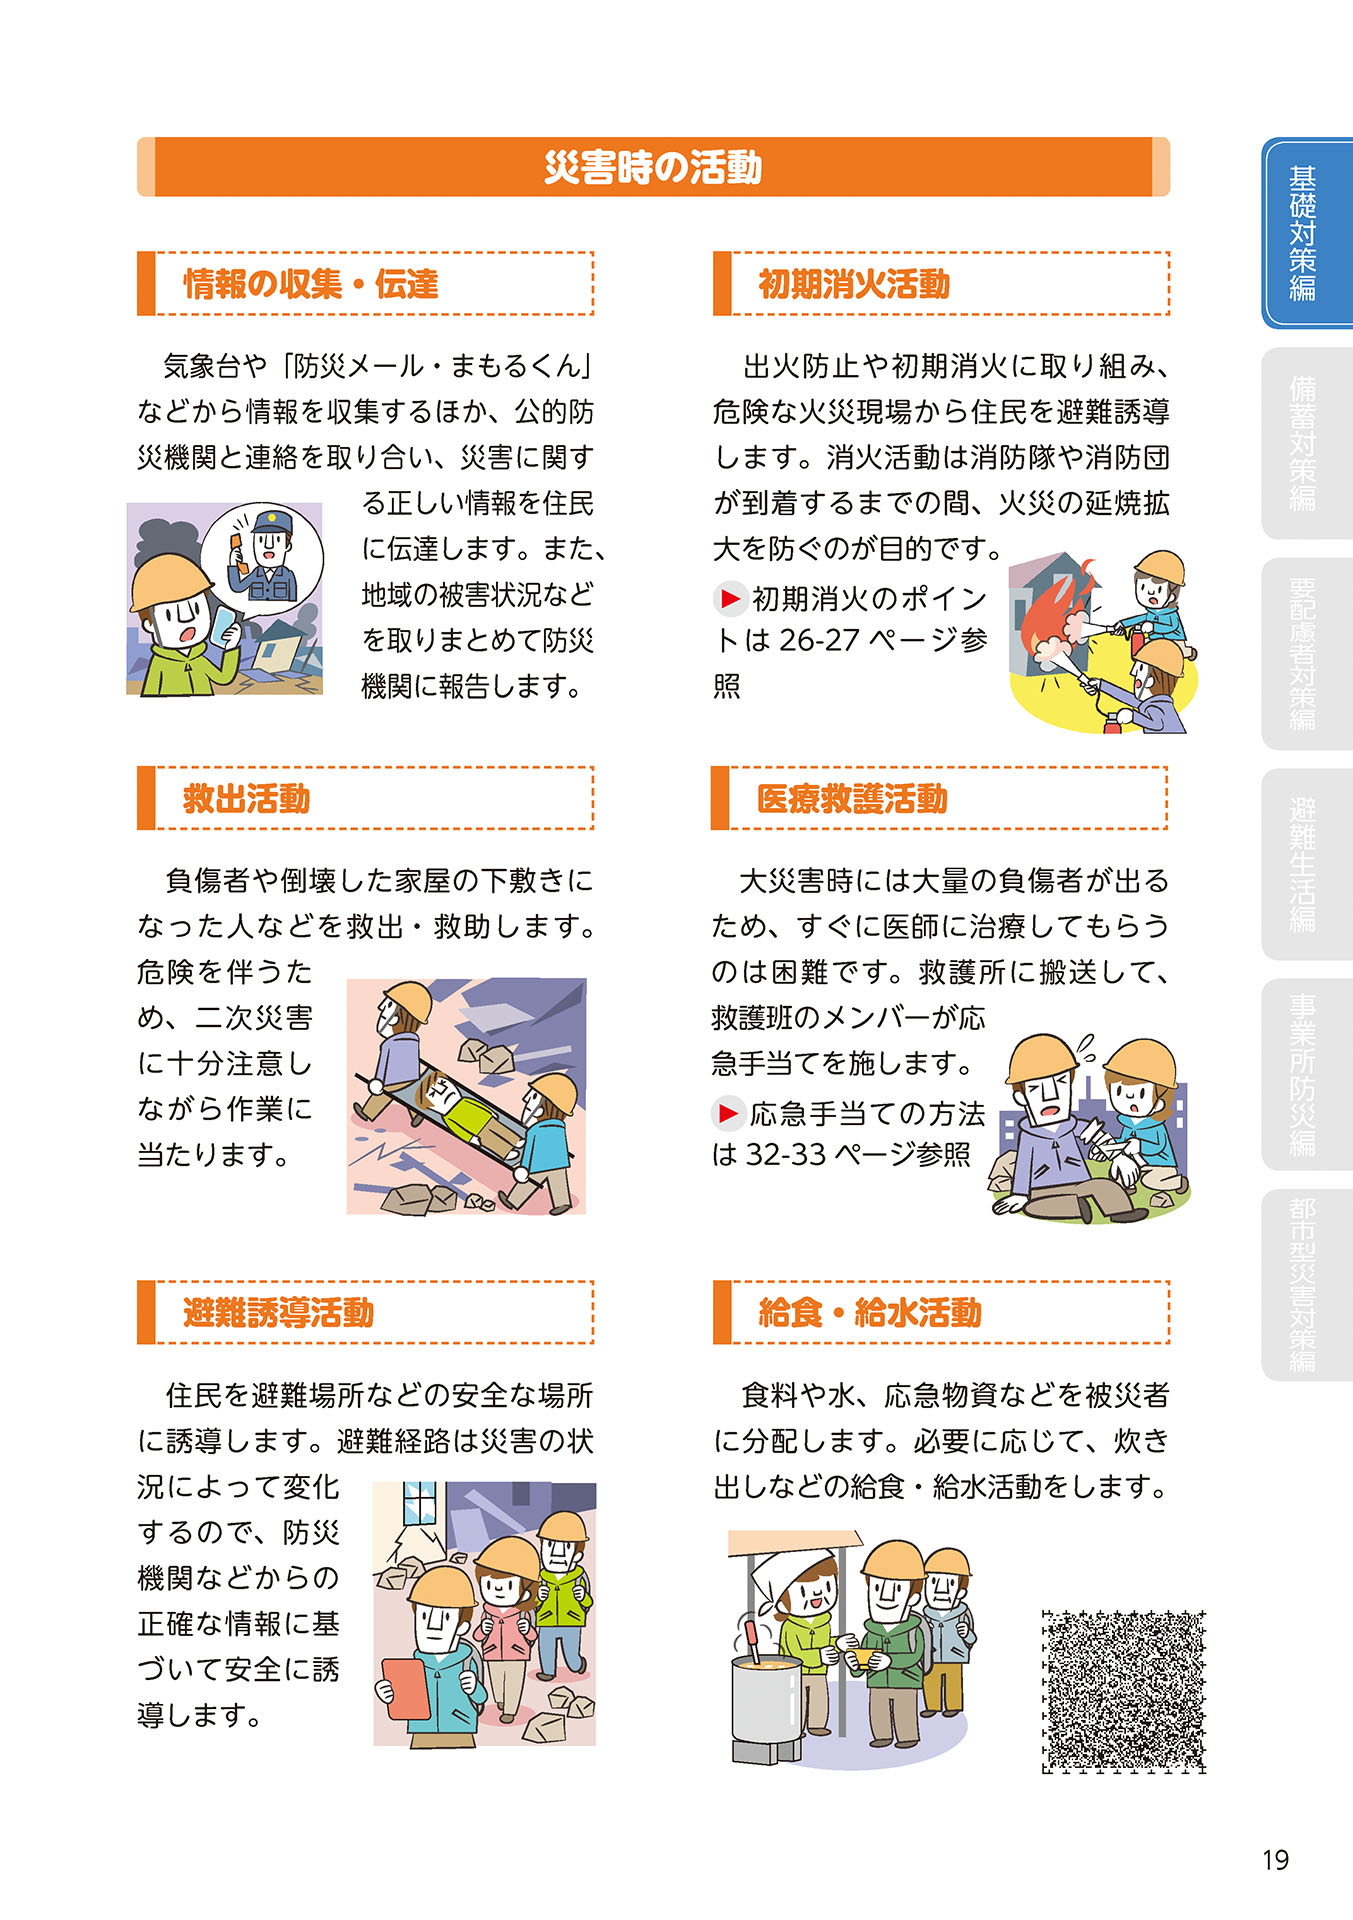 災害時の活動
情報の収集・伝達
気象台や「防災メール・まもるくん」
などから情報を収集するほか、公的防
災機関と連絡を取り合い、災害に関す
る正しい情報を住民
に伝達します。また、
地域の被害状況など
を取りまとめて防災
機関に報告します。
初期消火活動
出火防止や初期消火に取り組み、
危険な火災現場から住民を避難誘導
します。消火活動は消防隊や消防団
が到着するまでの間、火災の延焼拡
大を防ぐのが目的です。
▶初期消火のポイン
トは 26-27 ページ参
照
救出活動
負傷者や倒壊した家屋の下敷きに
なった人などを救出・救助します。
危険を伴うた
め、二次災害
に十分注意し
ながら作業に
当たります。
医療救護活動
大災害時には大量の負傷者が出る
ため、すぐに医師に治療してもらう
のは困難です。救護所に搬送して、
救護班のメンバーが応
急手当てを施します。
▶応急手当ての方法
は 32-33 ページ参照
避難誘導活動
住民を避難場所などの安全な場所
に誘導します。避難経路は災害の状
況によって変化
するので、防災
機関などからの
正確な情報に基
づいて安全に誘
導します。
給食・給水活動
食料や水、応急物資などを被災者
に分配します。必要に応じて、炊き
出しなどの給食・給水活動をします。
基礎対策編
備蓄対策編
要配慮者対策編
避難生活編
事業所防災編
都市型災害対策編
19